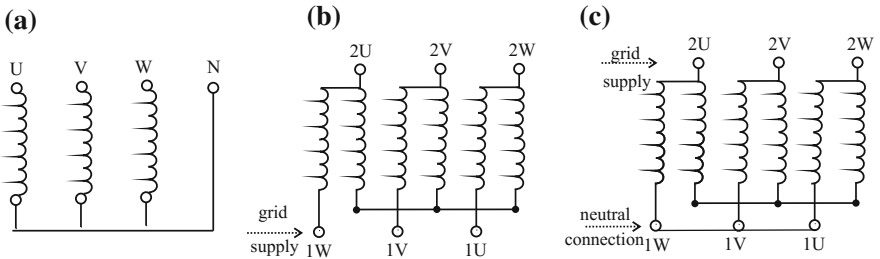 (a)
U V W N
(b)
2U 2V 2W
grid
supply
1W 1V 1U
(c)
2U 2V 2W
grid
supply
neutral
connection
1W 1V 1U